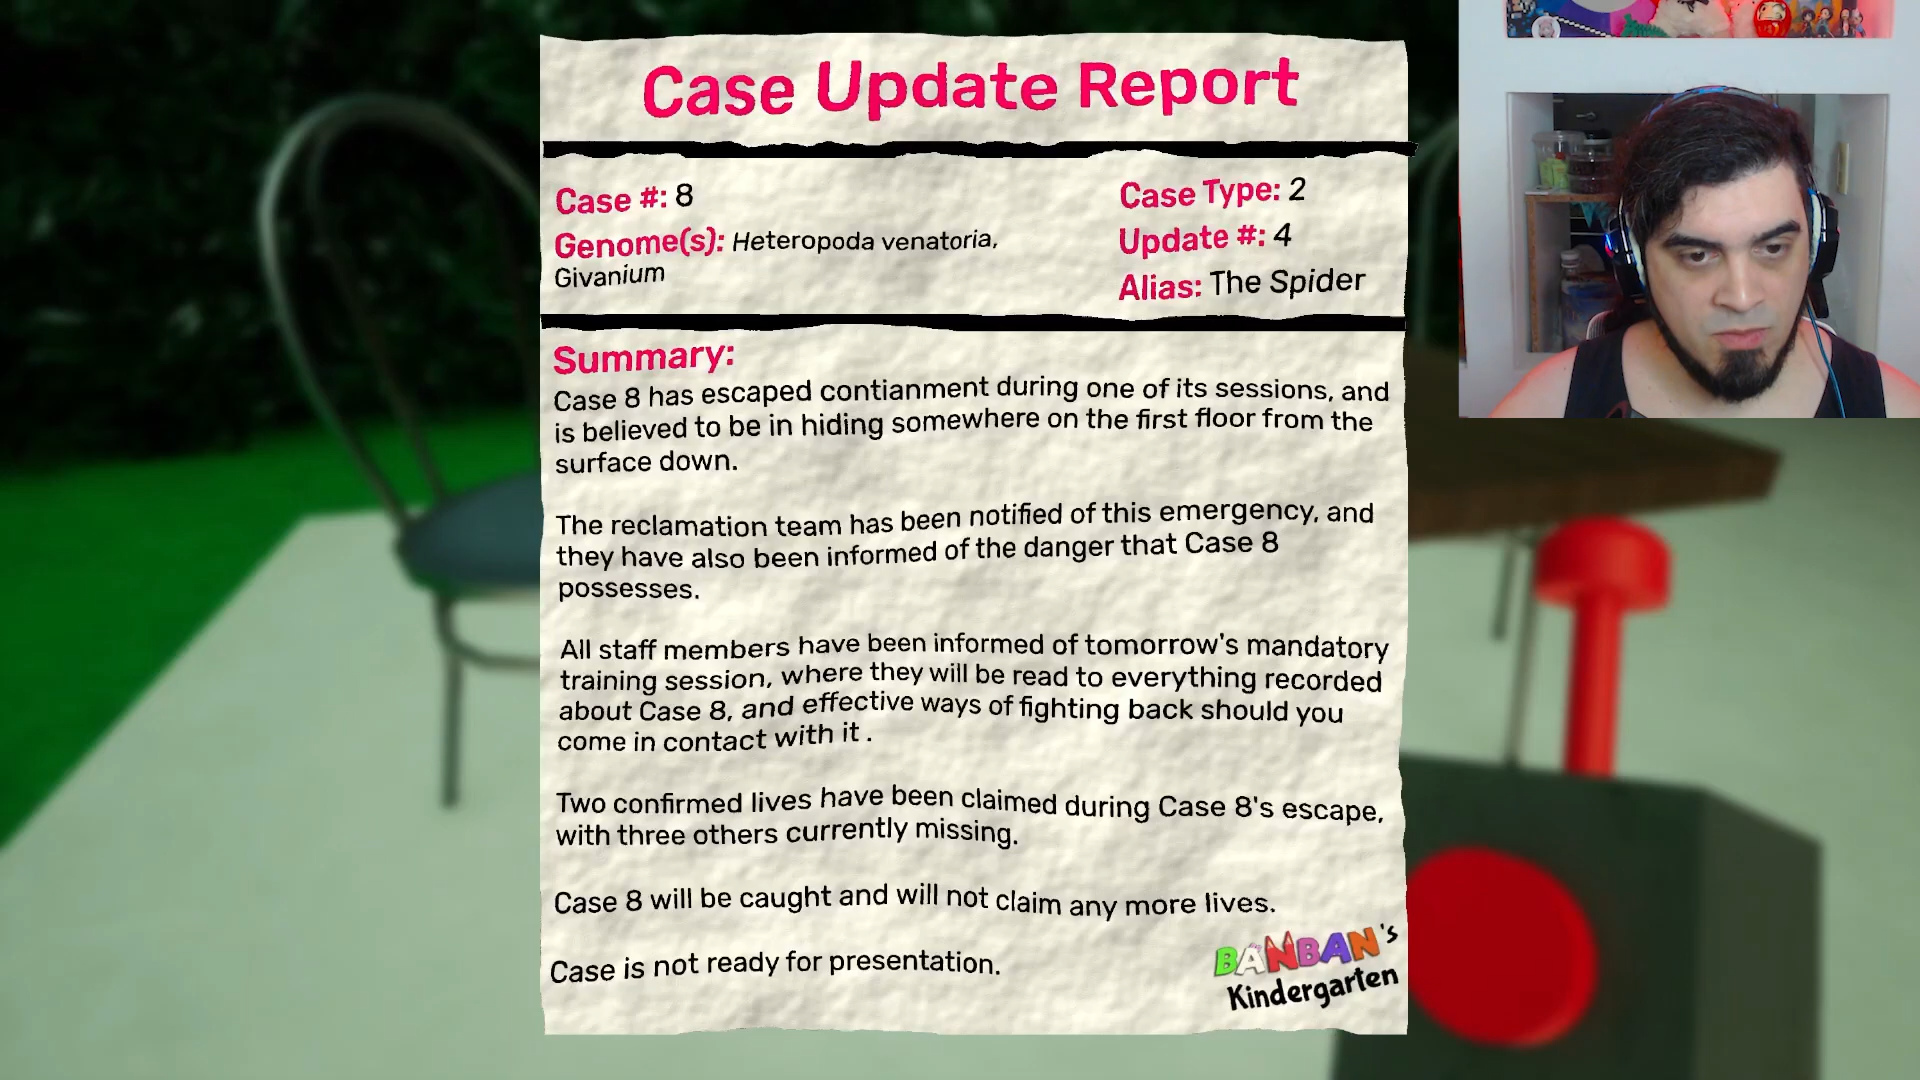 Case Update Report
Case #: 8
Genome(s): Heteropoda venatoria,
Givanium
Case Type: 2
Update #: 4
Alias: The Spider
Summary:
Case 8 has escaped contianment during one of its sessions, and
is believed to be in hiding somewhere on the first floor from the
surface down.
The reclamation team has been notified of this emergency, and
they have also been informed of the danger that Case 8
possesses.
All staff members have been informed of tomorrow's mandatory
training session, where they will be read to everything recorded
about Case 8, and effective ways of fighting back should you
come in contact with it .
Two confirmed lives have been claimed during Case 8's escape,
with three others currently missing.
Case 8 will be caught and will not claim any more lives.
Case is not ready for presentation.
BANBAN's
Kindergarten